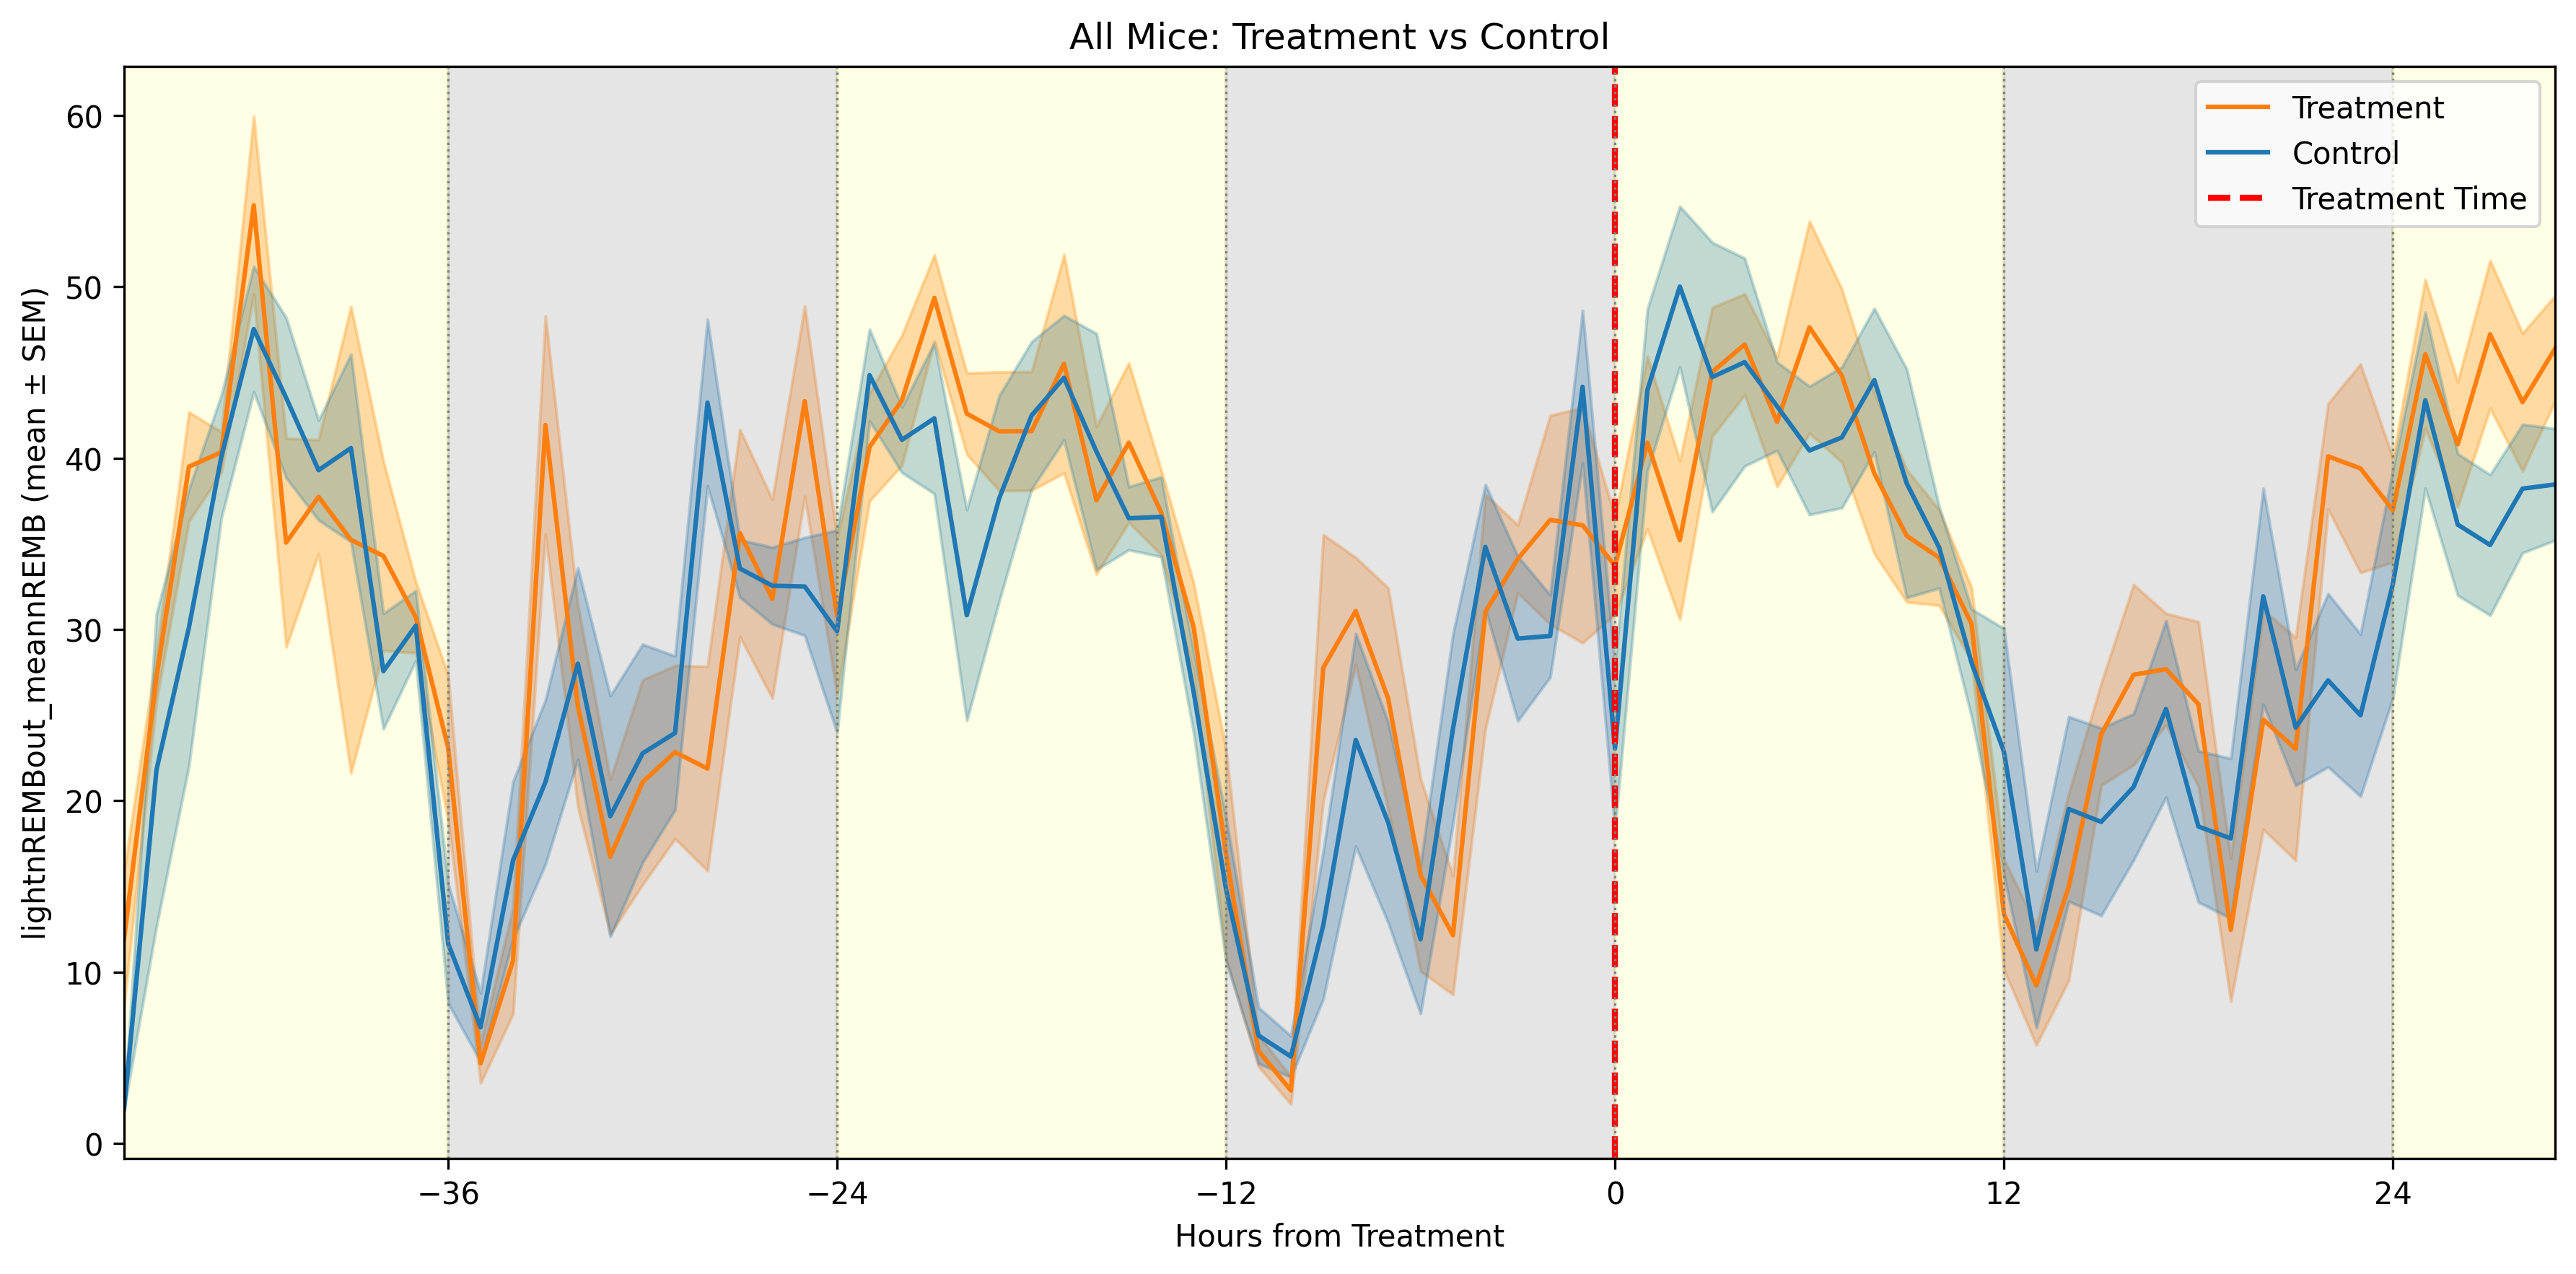 All Mice: Treatment vs Control
lightnREMBout_meannREMB (mean ± SEM)
60
50
40
30
20
10
0
Treatment
Control
Treatment Time
−36
−24
−12
0
12
24
Hours from Treatment